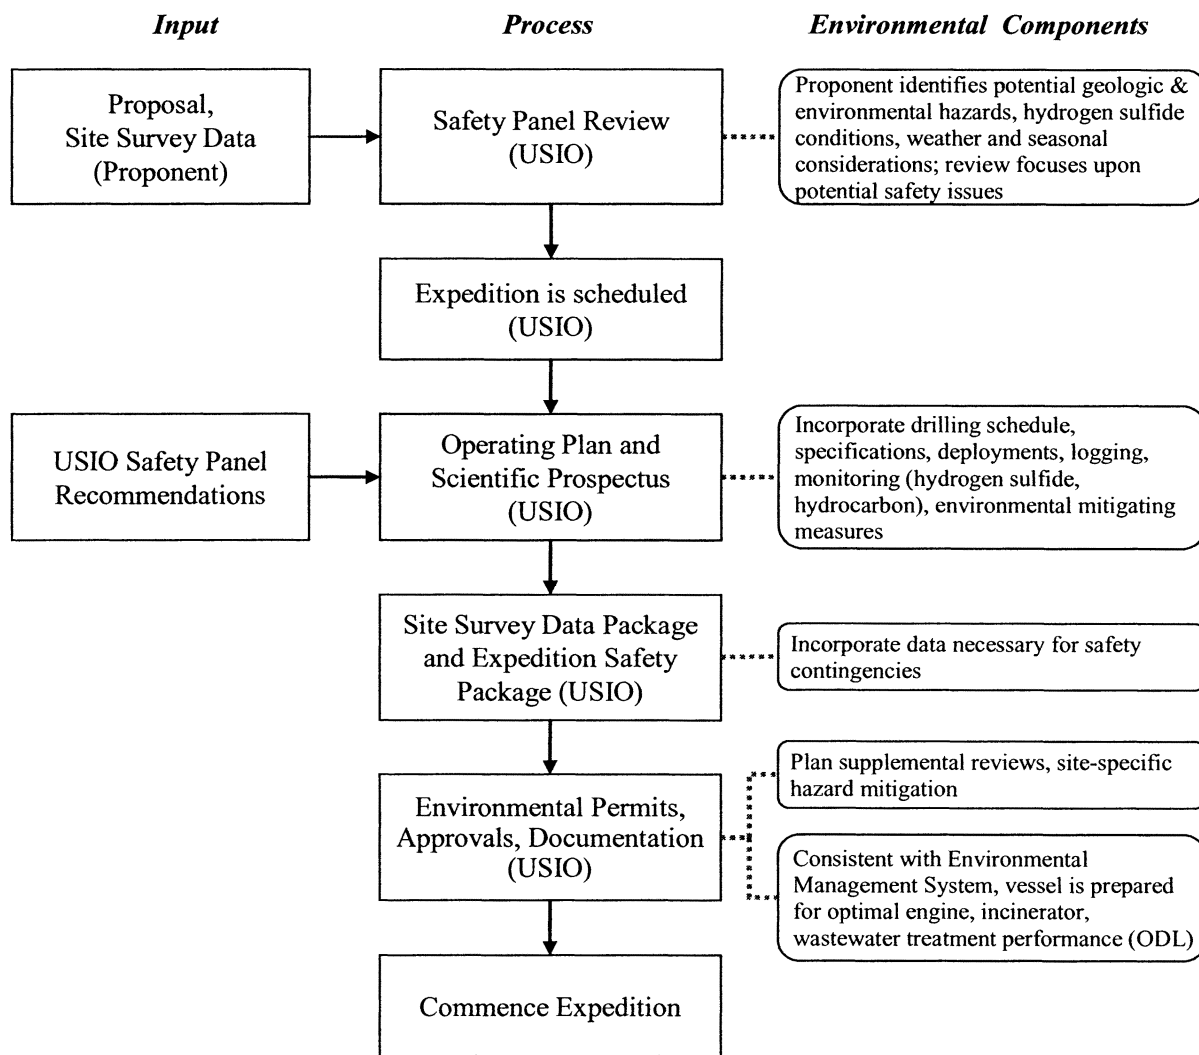 Input
Process
Environmental Components
Proposal,
Site Survey Data
(Proponent)
Safety Panel Review
(USIO)
Proponent identifies potential geologic &
environmental hazards, hydrogen sulfide
conditions, weather and seasonal
considerations; review focuses upon
potential safety issues
Expedition is scheduled
(USIO)
USIO Safety Panel
Recommendations
Operating Plan and
Scientific Prospectus
(USIO)
Incorporate drilling schedule,
specifications, deployments, logging,
monitoring (hydrogen sulfide,
hydrocarbon), environmental mitigating
measures
Site Survey Data Package
and Expedition Safety
Package (USIO)
Incorporate data necessary for safety
contingencies
Environmental Permits,
Approvals, Documentation
(USIO)
Plan supplemental reviews, site-specific
hazard mitigation
Consistent with Environmental
Management System, vessel is prepared
for optimal engine, incinerator,
wastewater treatment performance (ODL)
Commence Expedition